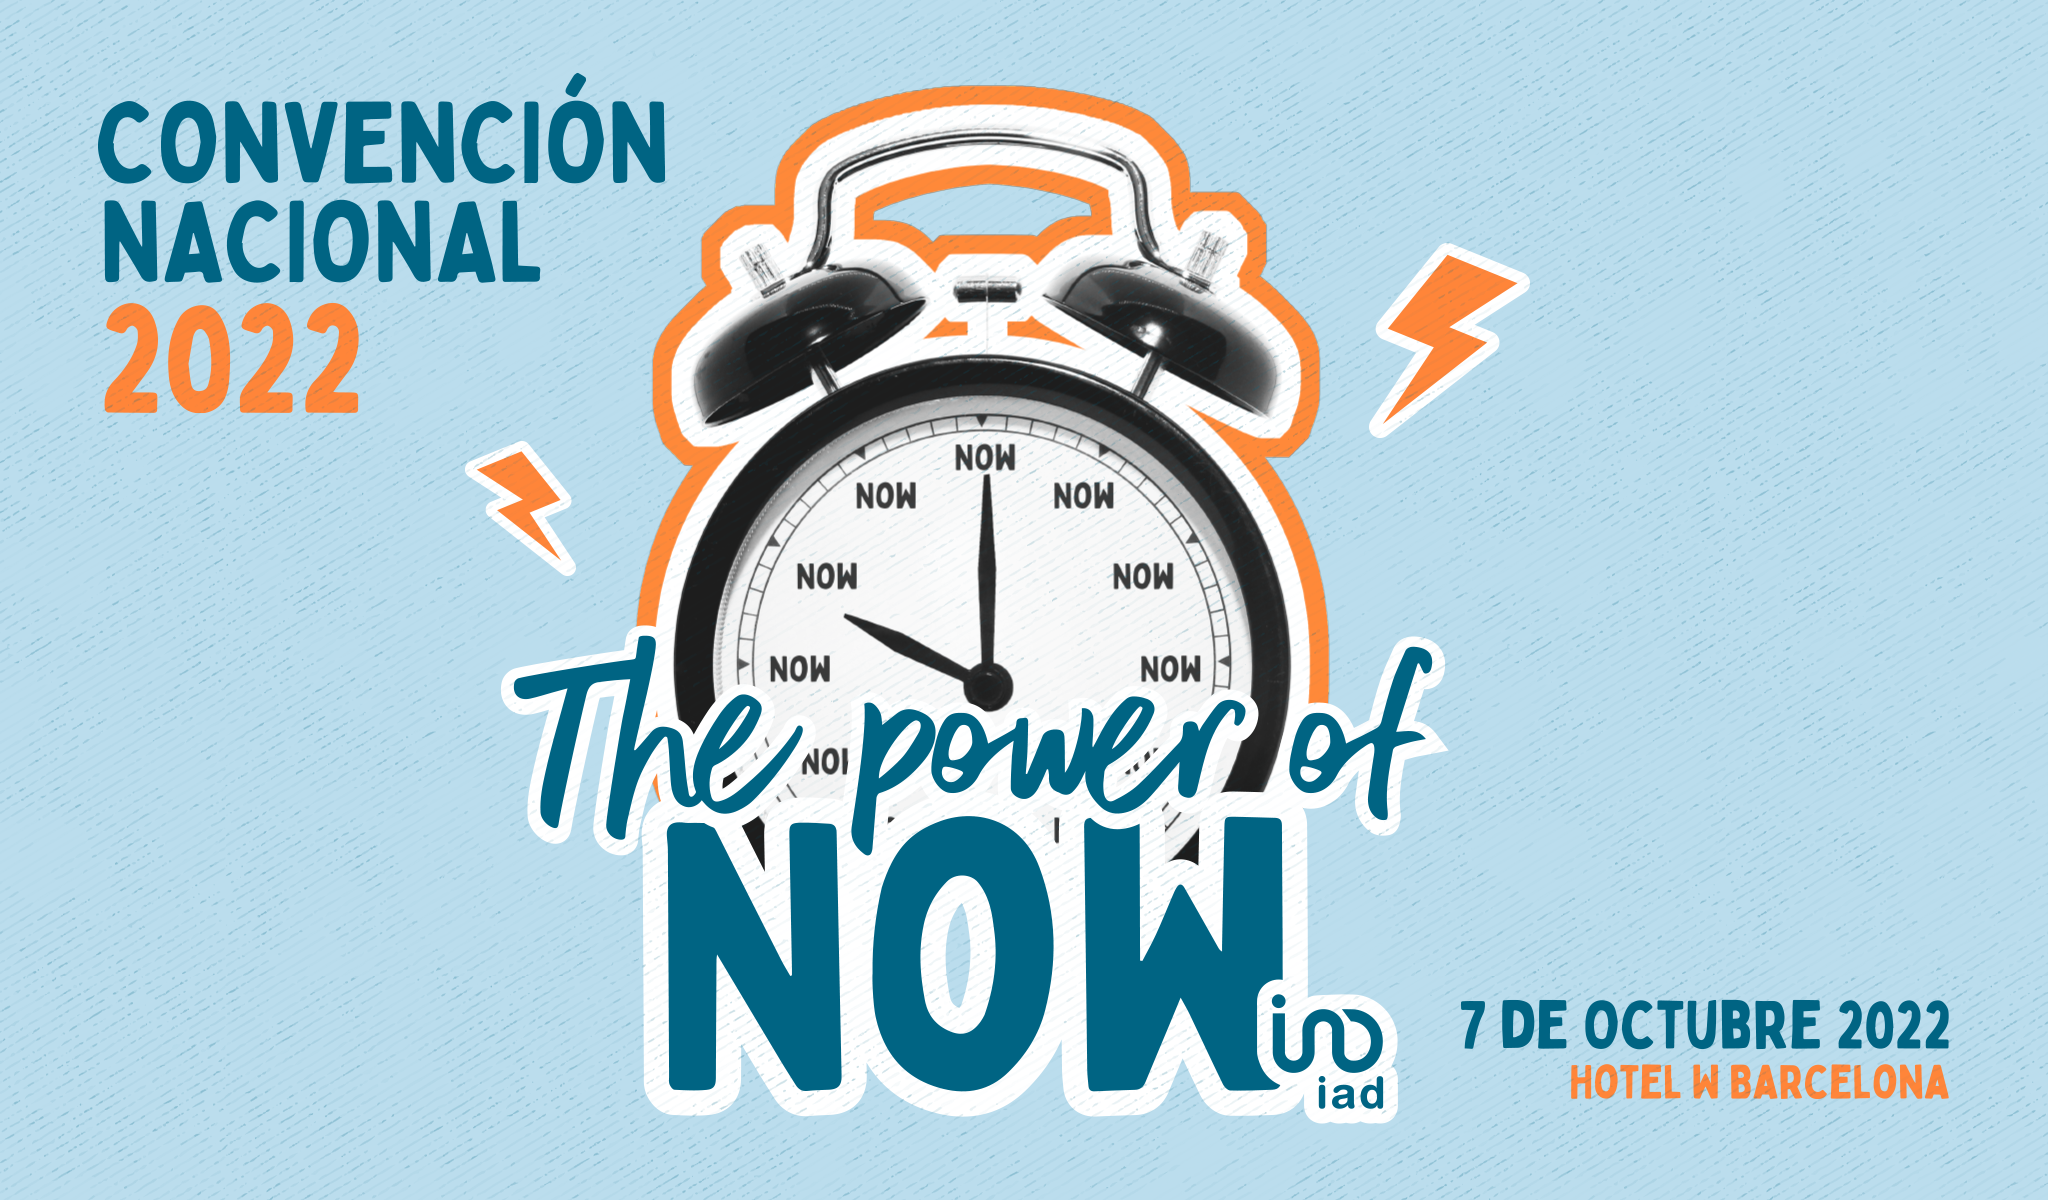 CONVENCIÓN
NACIONAL
2022
NOW
NOW
NOW
NOW
NOW
NOW
NOW
The power of
NOW
iad
7 DE OCTUBRE 2022
HOTEL W BARCELONA